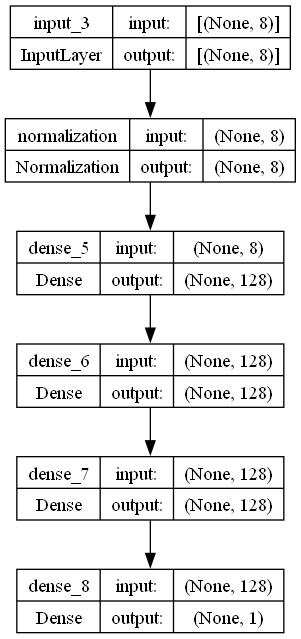 input_3 input: [(None, 8)]
InputLayer output: [(None, 8)]
normalization input: (None, 8)
Normalization output: (None, 8)
dense_5 input: (None, 8)
Dense output: (None, 128)
dense_6 input: (None, 128)
Dense output: (None, 128)
dense_7 input: (None, 128)
Dense output: (None, 128)
dense_8 input: (None, 128)
Dense output: (None, 1)